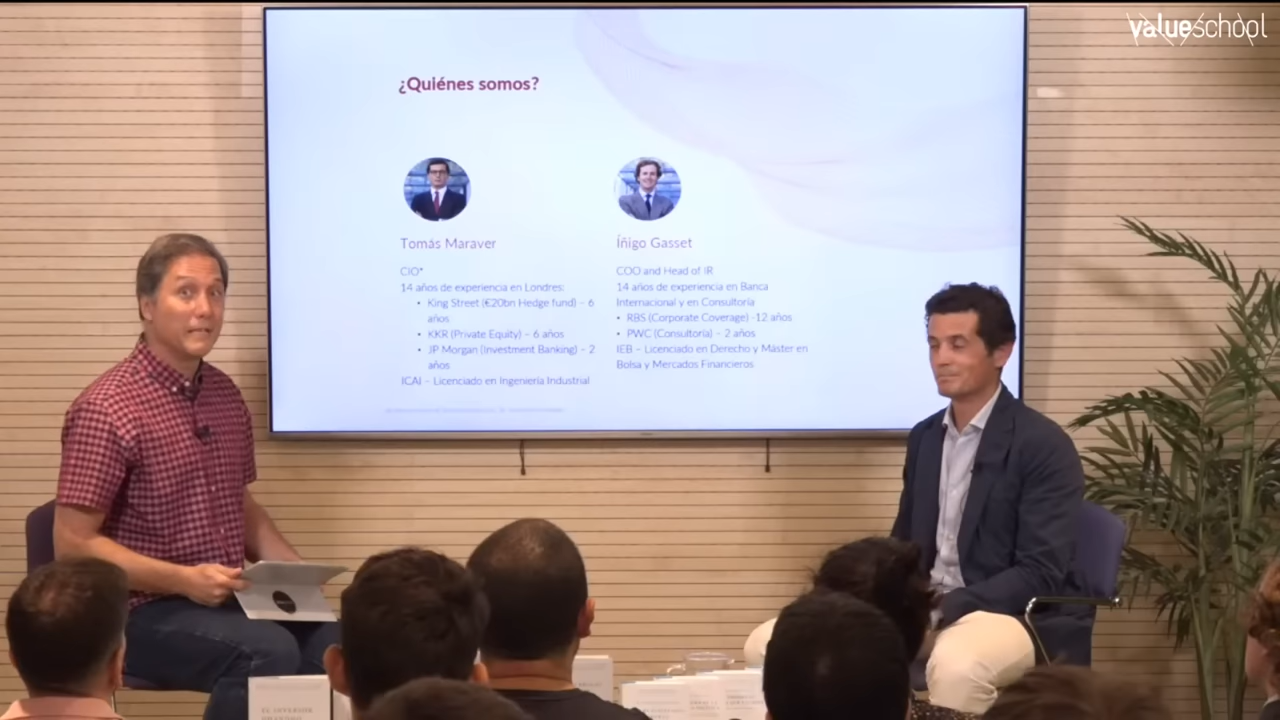 valueschool
¿Quiénes somos?
Tomás Maraver
Íñigo Gasset
CIO*
14 años de experiencia en Londres:
• King Street (€20bn Hedge fund) – 6
años
• KKR (Private Equity) – 6 años
• JP Morgan (Investment Banking) – 2
años
ICAI – Licenciado en Ingeniería Industrial
COO and Head of IR
14 años de experiencia en Banca
Internacional y en Consultoría
• RBS (Corporate Coverage) -12 años
• PWC (Consultoría) – 2 años
IEB – Licenciado en Derecho y Máster en
Bolsa y Mercados Financieros
EL INVERSOR